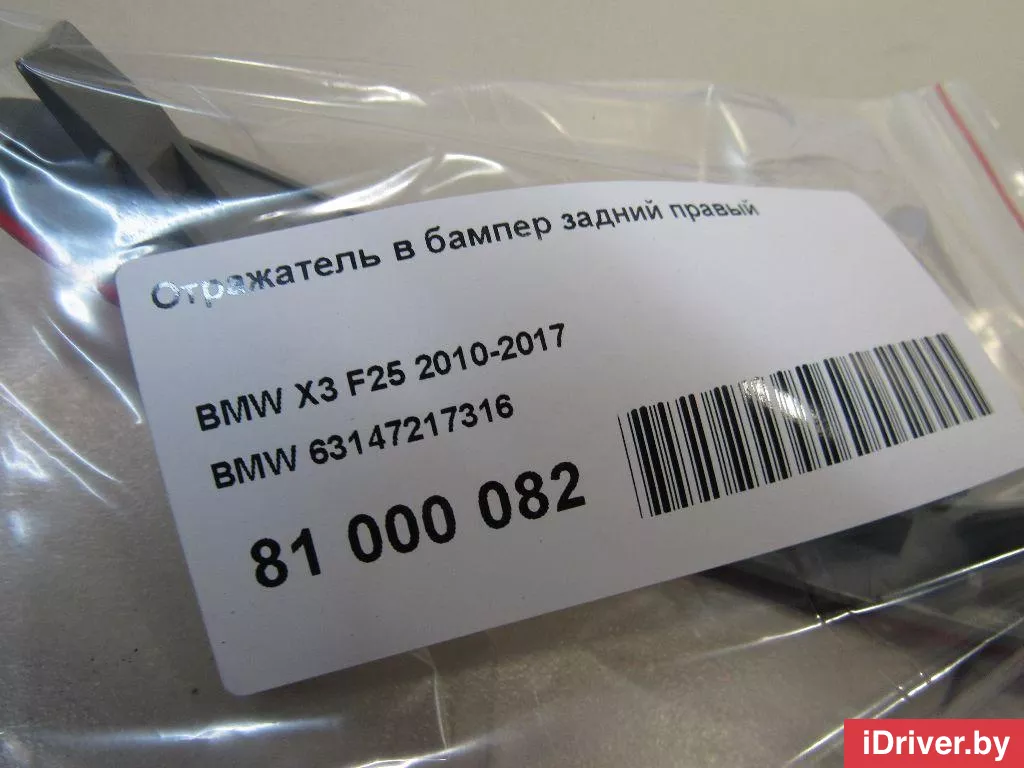 Отражатель в бампер задний правый
BMW X3 F25 2010-2017
BMW 63147217316
81 000 082
iDriver.by